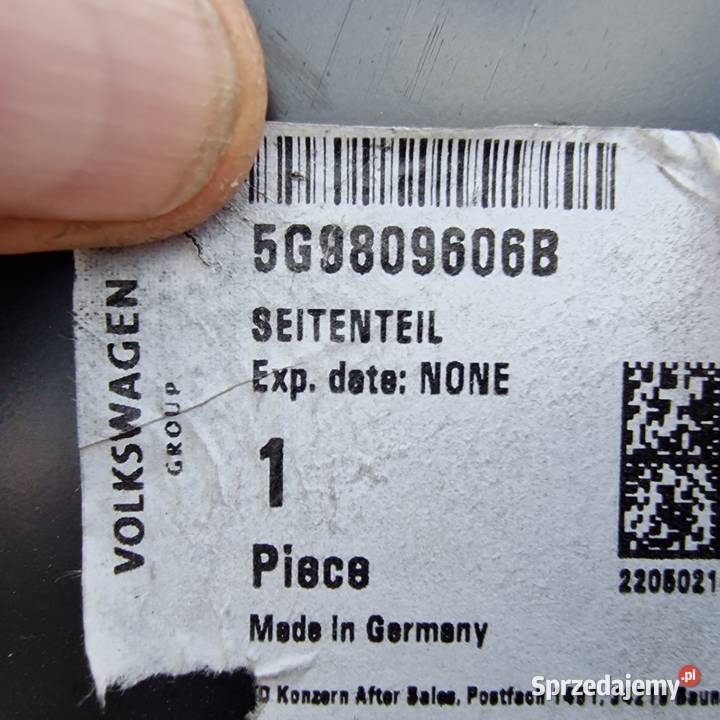 5G9809606B
SEITENTEIL
Exp. date: NONE
1
Piece
Made in Germany
VOLKSWAGEN
GROUP
2205021
Konzern After Sales, Postfach
Sprzedajemy.pl